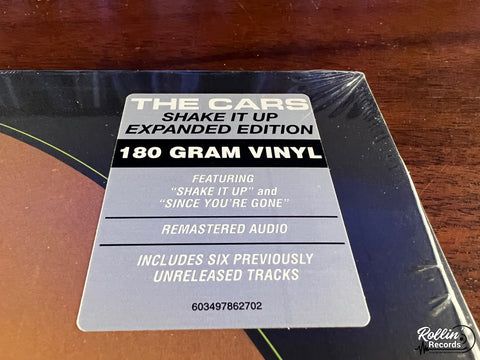 THE CARS
SHAKE IT UP
EXPANDED EDITION
180 GRAM VINYL
FEATURING
"SHAKE IT UP" and
"SINCE YOU'RE GONE"
REMASTERED AUDIO
INCLUDES SIX PREVIOUSLY
UNRELEASED TRACKS
603497862702
Rollin
Records